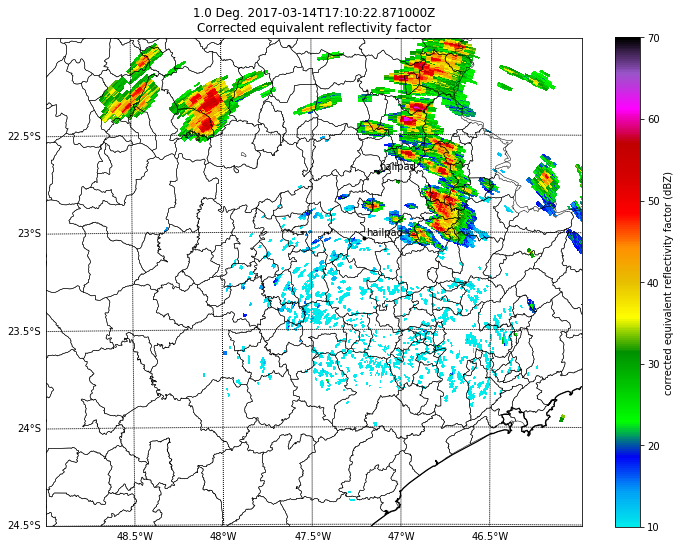 1.0 Deg. 2017-03-14T17:10:22.871000Z
Corrected equivalent reflectivity factor
70
60
50
40
30
20
10
corrected equivalent reflectivity factor (dBZ)
22.5°S
23°S
23.5°S
24°S
24.5°S
hailpad
hailpad
48.5°W
48°W
47.5°W
47°W
46.5°W